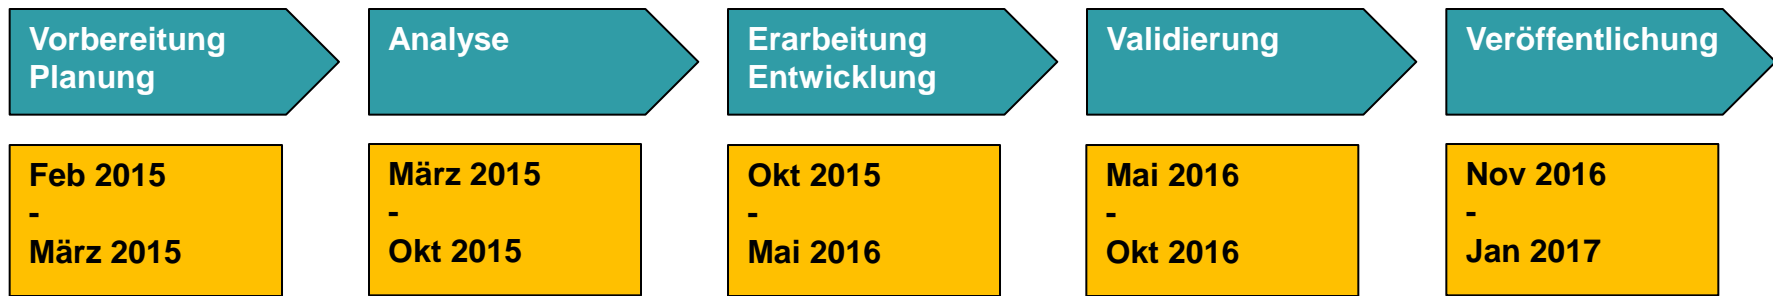 Vorbereitung
Planung
Analyse
Erarbeitung
Entwicklung
Validierung
Veröffentlichung
Feb 2015
-
März 2015
März 2015
-
Okt 2015
Okt 2015
-
Mai 2016
Mai 2016
-
Okt 2016
Nov 2016
-
Jan 2017